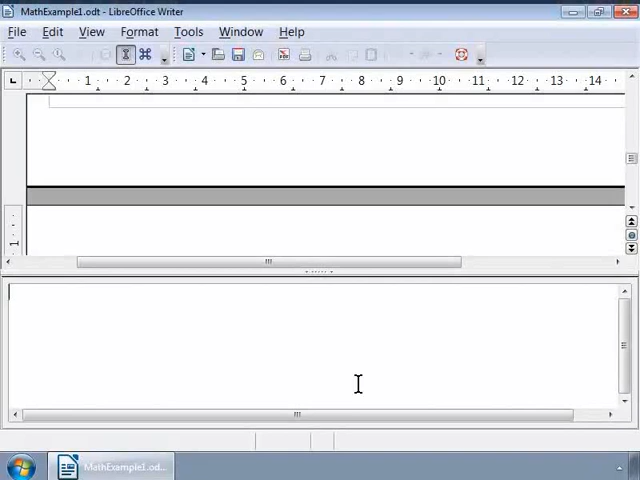 MathExample1.odt - LibreOffice Writer
File Edit View Format Tools Window Help
1 2 3 4 5 6 7 8 9 10 11 12 13 14
1
MathExample1.od...